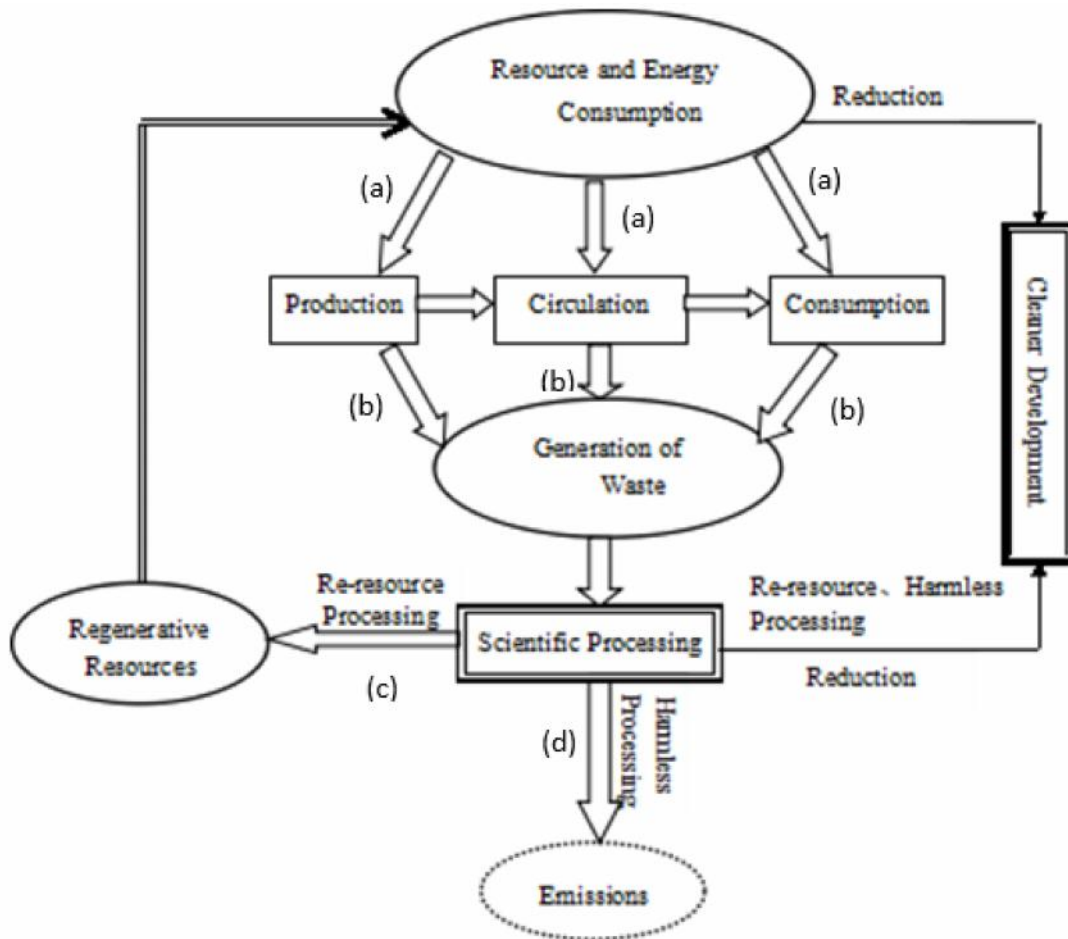 Resource and Energy
Consumption
Reduction
(a)
(a)
(a)
Production
Circulation
Consumption
Cleaner Development
(b)
(b)
(b)
Generation of
Waste
Re-resource
Processing
Re-resource、Harmless
Processing
Regenerative
Resources
Scientific Processing
Reduction
(c)
(d)
Harmless
Processing
Emissions